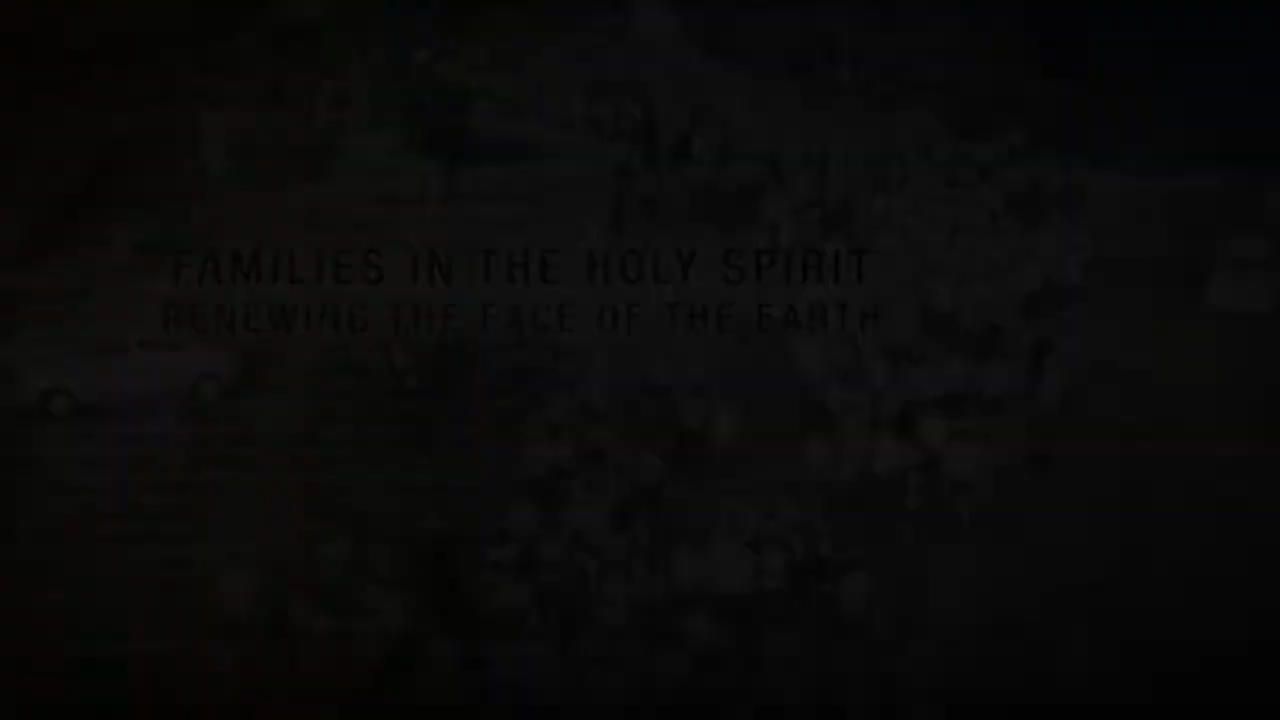 FAMILIES IN THE HOLY SPIRIT
RENEWING THE FACE OF THE EARTH